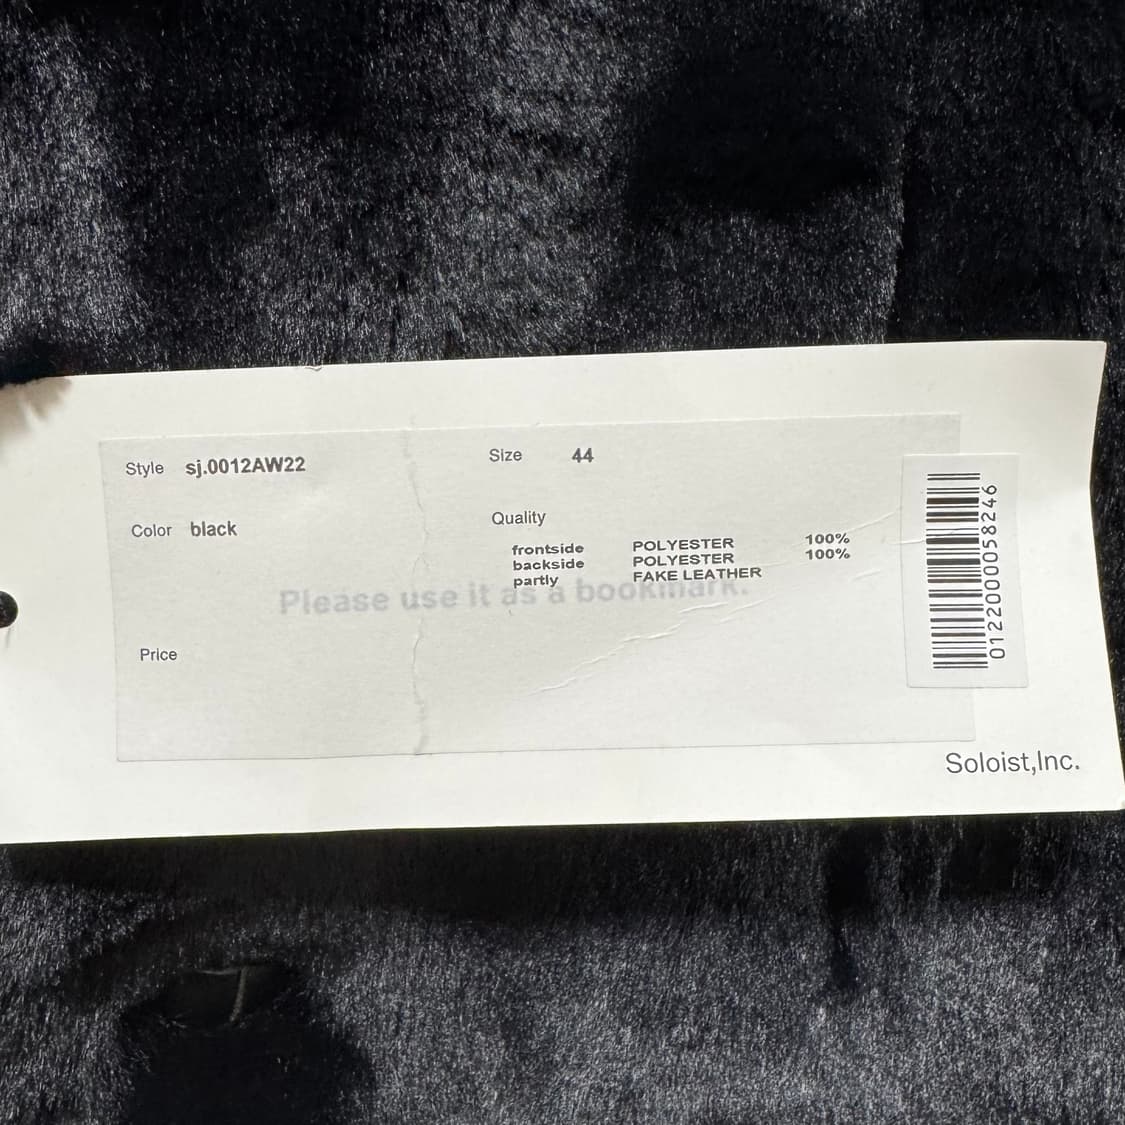 Style sj.0012AW22
Size 44
Color black
Quality
frontside POLYESTER 100%
backside POLYESTER 100%
partly FAKE LEATHER
Please use it as a bookmark.
Price
0122000058246
Soloist,Inc.